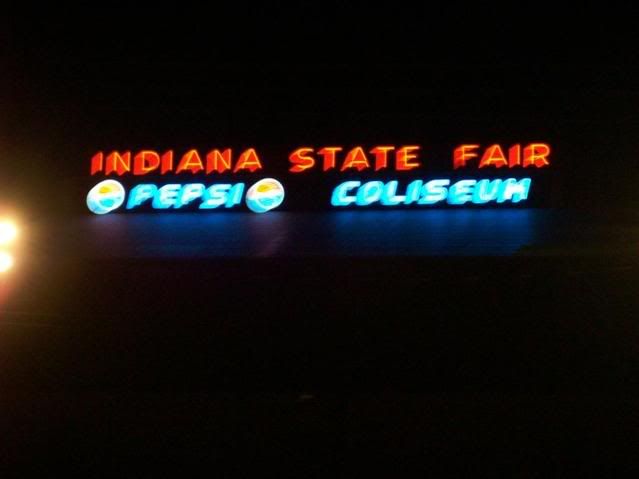 INDIANA STATE FAIR
PEPSI COLISEUM